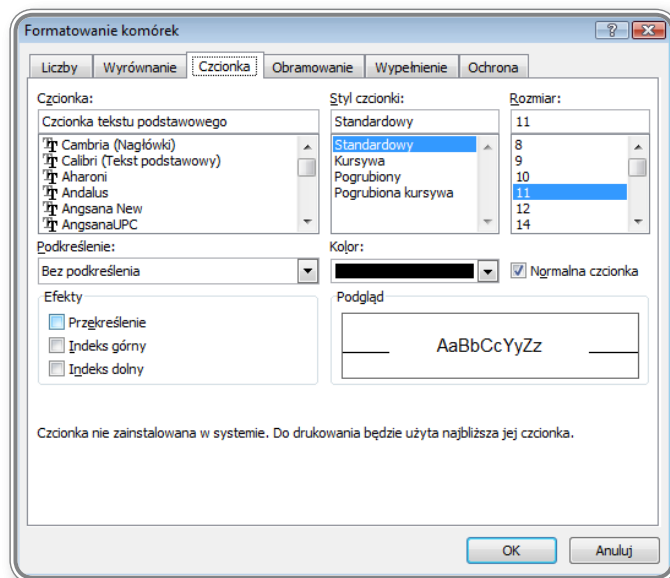 Formatowanie komórek
Liczby Wyrównanie Czcionka Obramowanie Wypełnienie Ochrona
Czcionka: Styl czcionki: Rozmiar:
Czcionka tekstu podstawowego Standardowy 11
Cambria (Nagłówki) Standardowy 8
Calibri (Tekst podstawowy) Kursywa 9
Aharoni Pogrubiony 10
Andalus Pogrubiona kursywa 11
Angsana New 12
AngsanaUPC 14
Podkreślenie: Kolor:
Bez podkreślenia Normalna czcionka
Efekty Podgląd
Przekreślenie
Indeks górny AaBbCcYyZz
Indeks dolny
Czcionka nie zainstalowana w systemie. Do drukowania będzie użyta najbliższa jej czcionka.
OK Anuluj